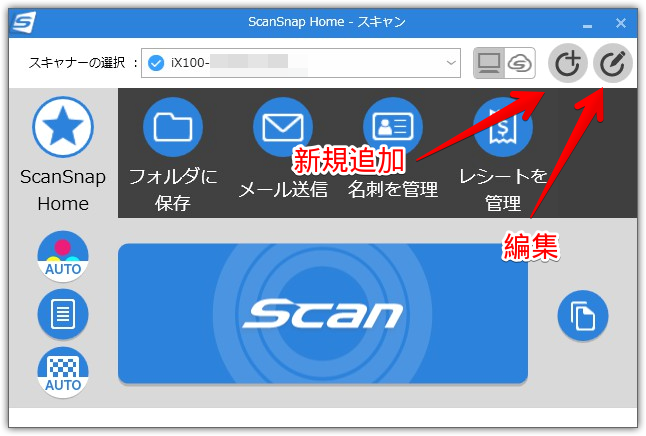 ScanSnap Home - スキャン
スキャナーの選択 :
iX100-
新規追加
編集
ScanSnap
Home
フォルダに
保存
メール送信
名刺を管理
レシートを
管理
AUTO
Scan
AUTO